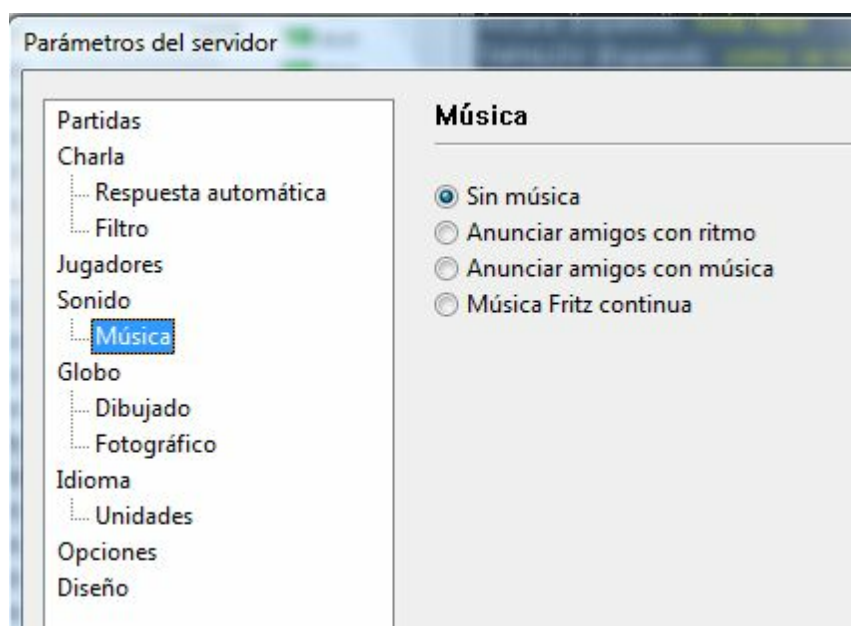 Parámetros del servidor
Partidas
Charla
Respuesta automática
Filtro
Jugadores
Sonido
Música
Globo
Dibujado
Fotográfico
Idioma
Unidades
Opciones
Diseño
Música
Sin música
Anunciar amigos con ritmo
Anunciar amigos con música
Música Fritz continua